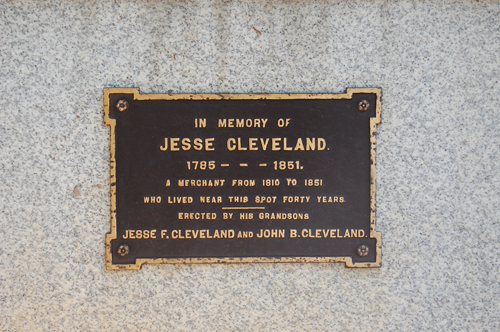 IN MEMORY OF
JESSE CLEVELAND.
1785 - - - 1851.
A MERCHANT FROM 1810 TO 1851
WHO LIVED NEAR THIS SPOT FORTY YEARS
ERECTED BY HIS GRANDSONS
JESSE F. CLEVELAND AND JOHN B. CLEVELAND.